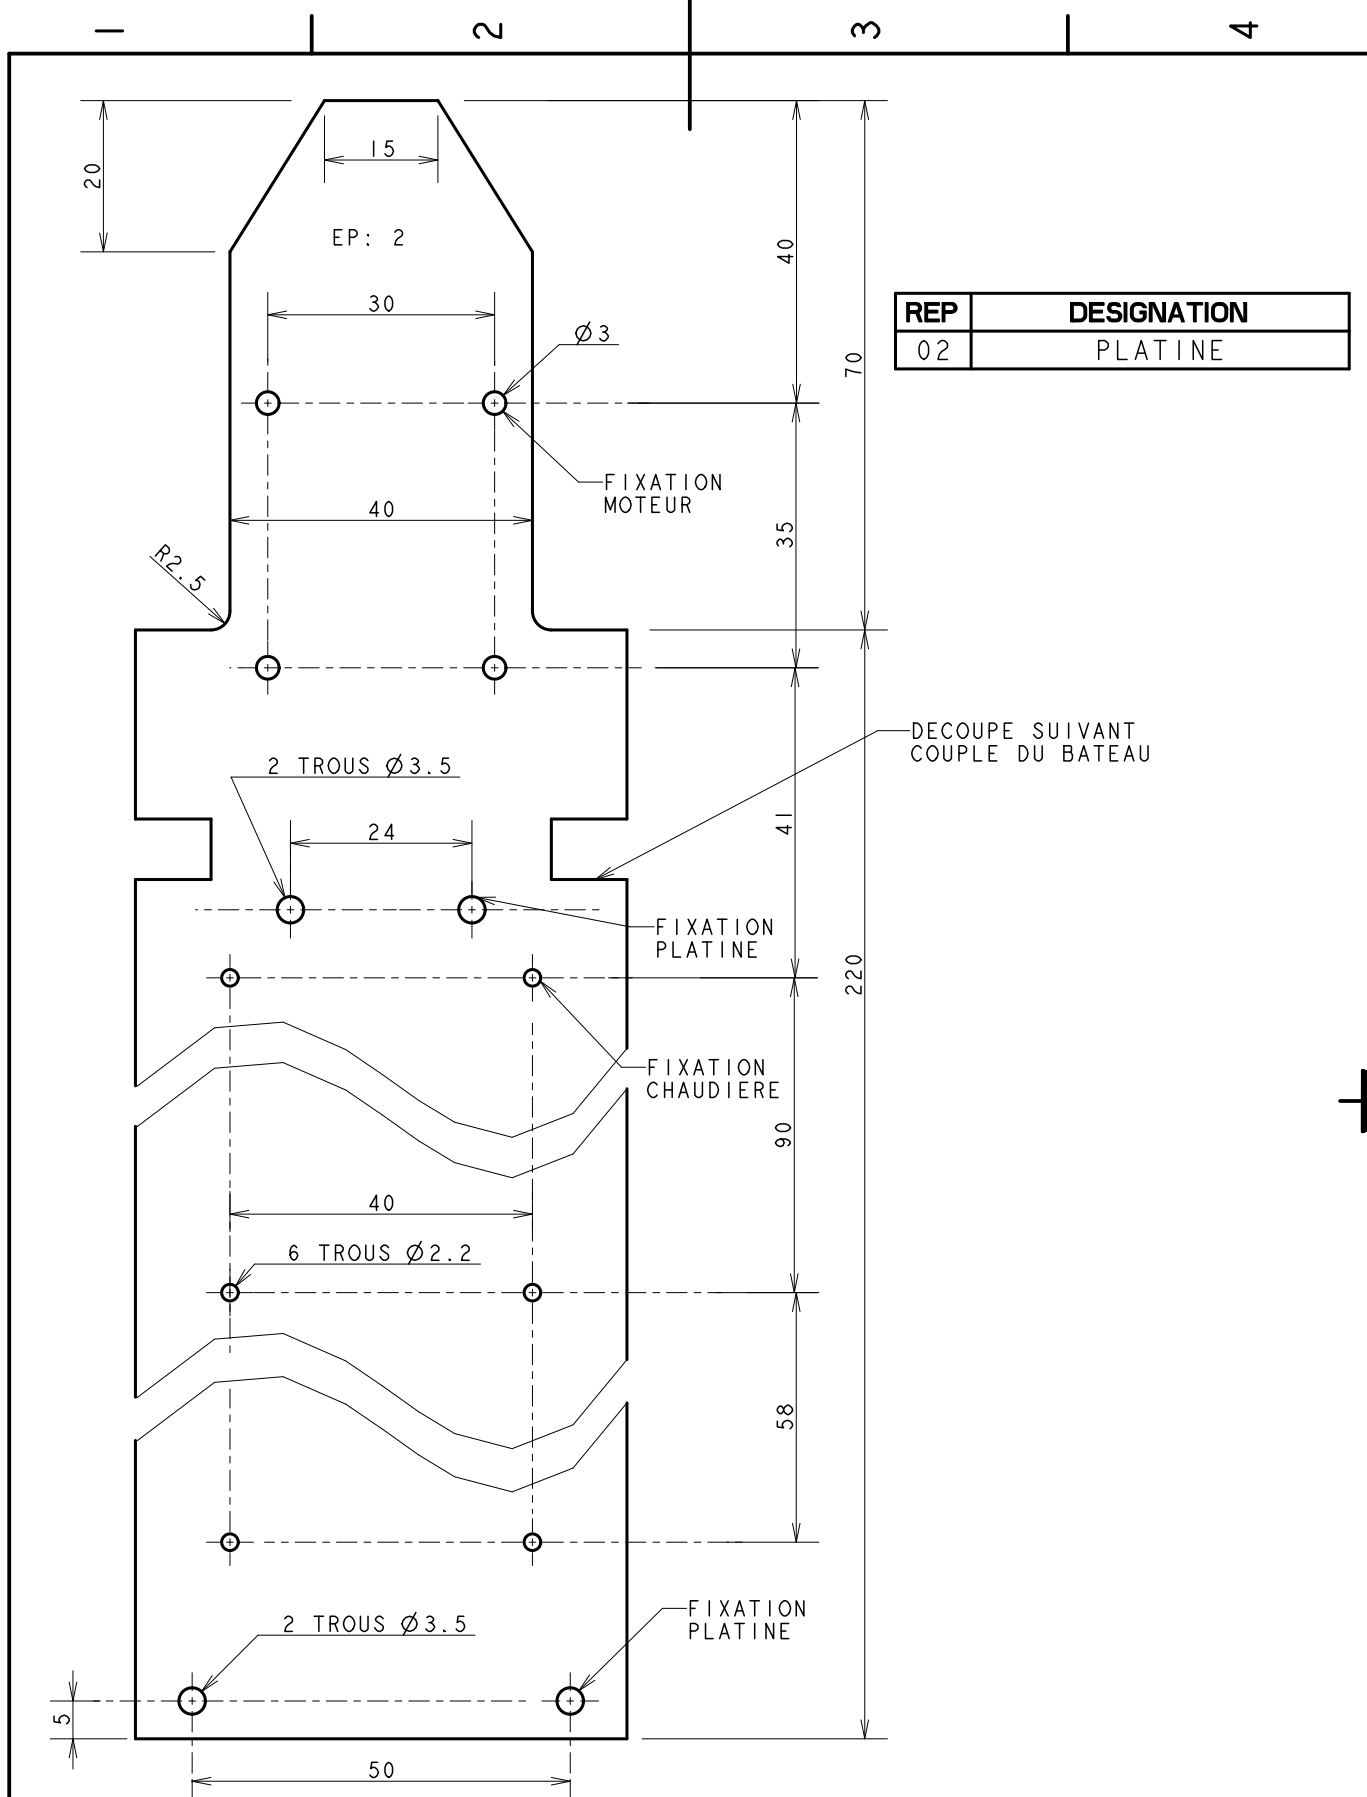 1 2 3 4
15
20
EP: 2
40
30
Ø3
REP DESIGNATION
02 PLATINE
70
FIXATION
MOTEUR
40
35
R2.5
DECOUPE SUIVANT
COUPLE DU BATEAU
2 TROUS Ø3.5
41
24
FIXATION
PLATINE
220
FIXATION
CHAUDIERE
90
40
6 TROUS Ø2.2
58
FIXATION
PLATINE
2 TROUS Ø3.5
5
50